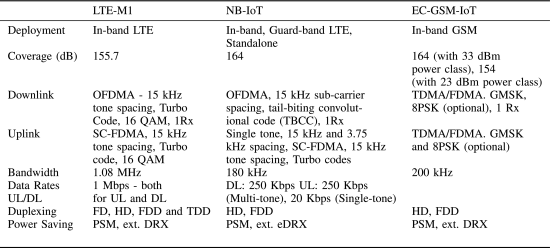 LTE-M1 NB-IoT EC-GSM-IoT
Deployment In-band LTE In-band, Guard-band LTE, In-band GSM
Standalone
Coverage (dB) 155.7 164 164 (with 33 dBm
power class), 154
(with 23 dBm power class)
Downlink OFDMA - 15 kHz OFDMA, 15 kHz sub-carrier TDMA/FDMA. GMSK,
tone spacing, Turbo spacing, tail-biting convolut- 8PSK (optional), 1 Rx
Code, 16 QAM, 1Rx ional code (TBCC), 1Rx
Uplink SC-FDMA, 15 kHz Single tone, 15 and 3.75 TDMA/FDMA. GMSK
tone spacing, Turbo kHz spacing, SC-FDMA, 15 kHz and 8PSK (optional)
code, 16 QAM tone spacing, Turbo codes
Bandwidth 1.08 MHz 180 kHz 200 kHz
Data Rates 1 Mbps - both DL: 250 Kbps UL: 250 Kbps
UL/DL for UL and DL (Multi-tone), 20 Kbps (Single-tone)
Duplexing FD, HD, FDD and TDD HD, FDD HD, FDD
Power Saving PSM, ext. DRX PSM, ext. eDRX PSM, ext. DRX